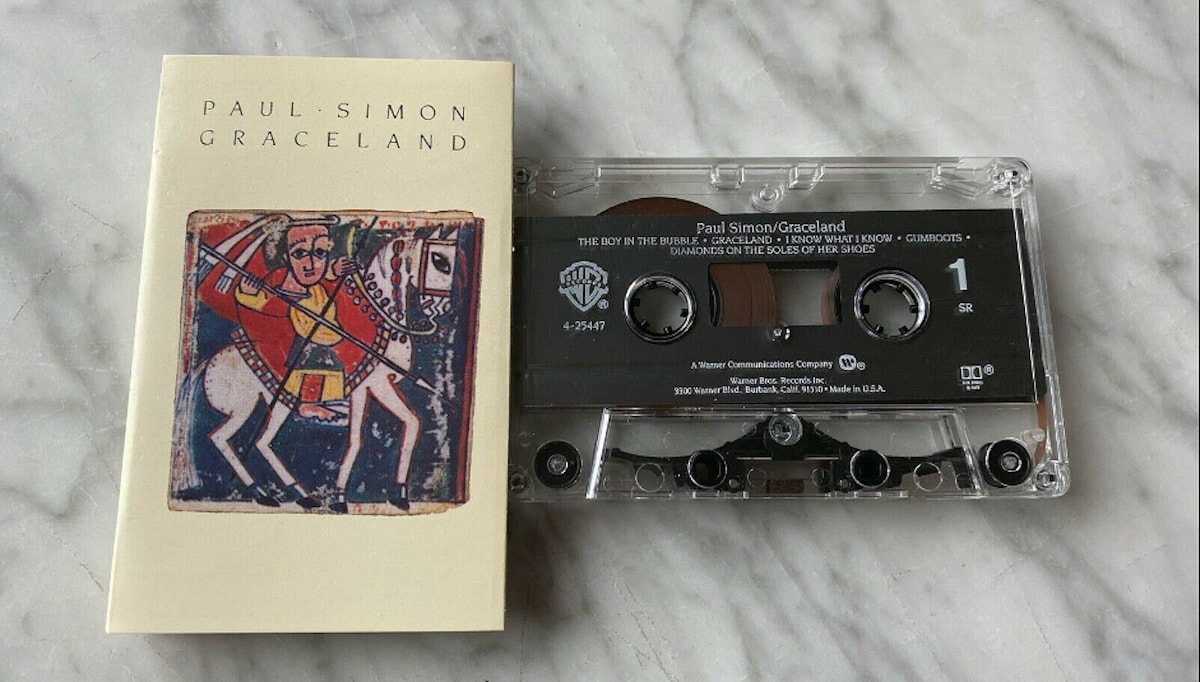 PAUL · SIMON
GRACELAND
Paul Simon/Graceland
THE BOY IN THE BUBBLE • GRACELAND • I KNOW WHAT I KNOW • GUMBOOTS •
DIAMONDS ON THE SOLES OF HER SHOES
1
SR
4-25447
A Warner Communications Company
Warner Bros. Records Inc.
3300 Warner Blvd., Burbank, Calif. 91510 • Made in U.S.A.